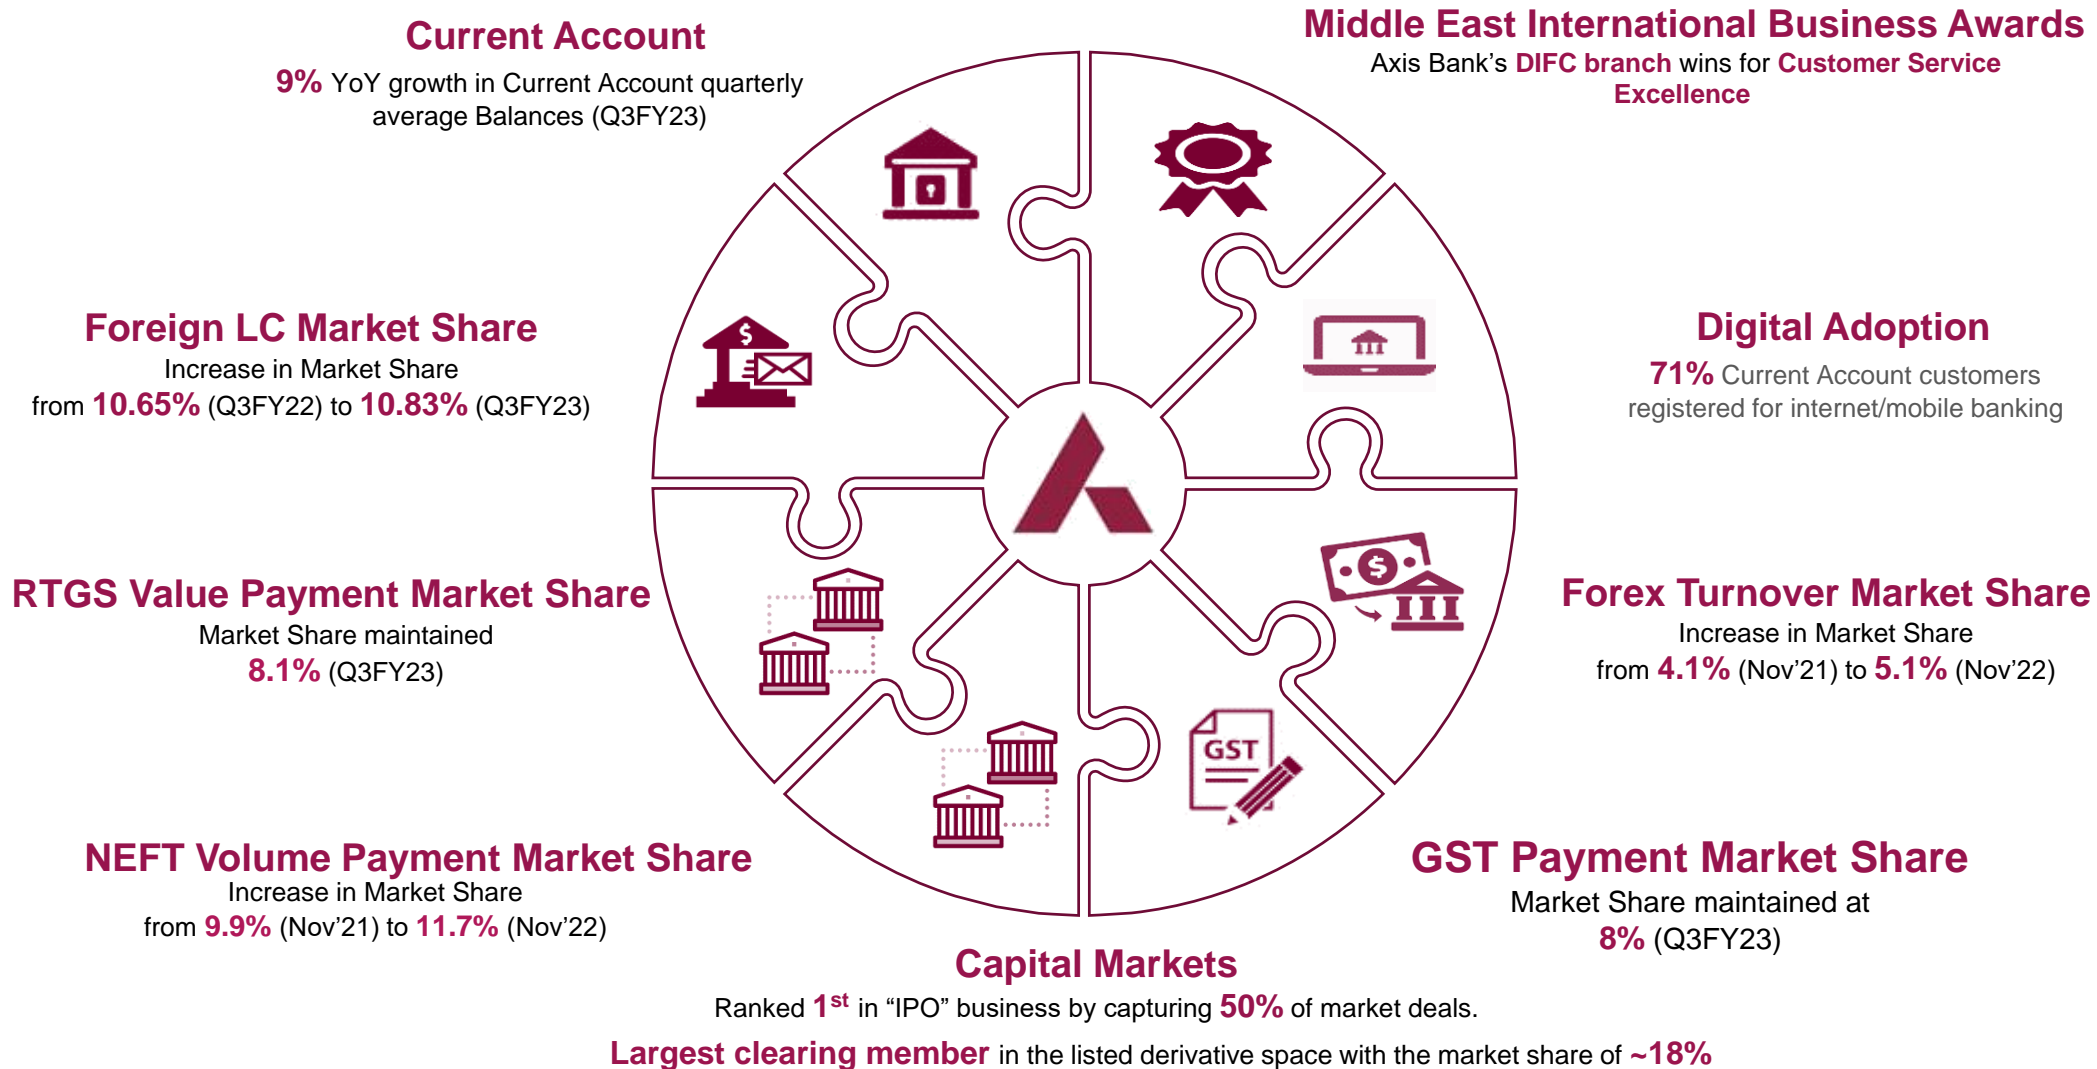 Current Account
9% YoY growth in Current Account quarterly
average Balances (Q3FY23)
Middle East International Business Awards
Axis Bank’s DIFC branch wins for Customer Service
Excellence
Foreign LC Market Share
Increase in Market Share
from 10.65% (Q3FY22) to 10.83% (Q3FY23)
Digital Adoption
71% Current Account customers
registered for internet/mobile banking
RTGS Value Payment Market Share
Market Share maintained
8.1% (Q3FY23)
Forex Turnover Market Share
Increase in Market Share
from 4.1% (Nov’21) to 5.1% (Nov’22)
GST
NEFT Volume Payment Market Share
Increase in Market Share
from 9.9% (Nov’21) to 11.7% (Nov’22)
GST Payment Market Share
Market Share maintained at
8% (Q3FY23)
Capital Markets
Ranked 1st in “IPO” business by capturing 50% of market deals.
Largest clearing member in the listed derivative space with the market share of ~18%